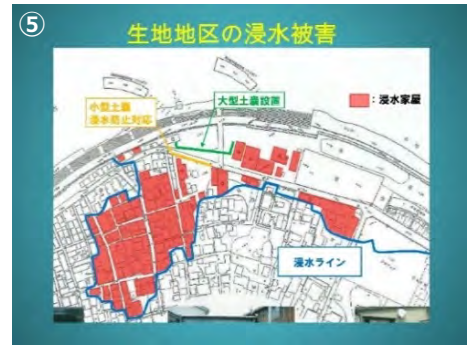 ⑤
生地地区の浸水被害
小型土嚢
浸水防止対応
大型土嚢設置
：浸水家屋
浸水ライン